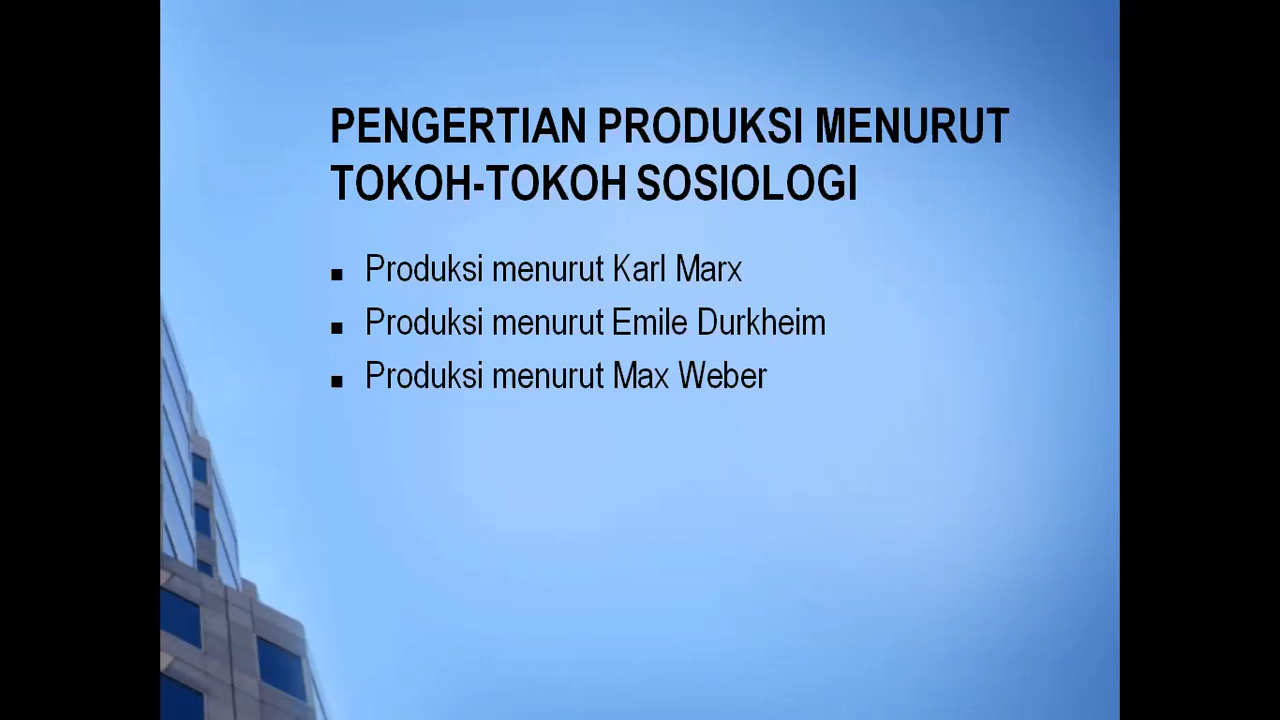 PENGERTIAN PRODUKSI MENURUT
TOKOH-TOKOH SOSIOLOGI
▪ Produksi menurut Karl Marx
▪ Produksi menurut Emile Durkheim
▪ Produksi menurut Max Weber